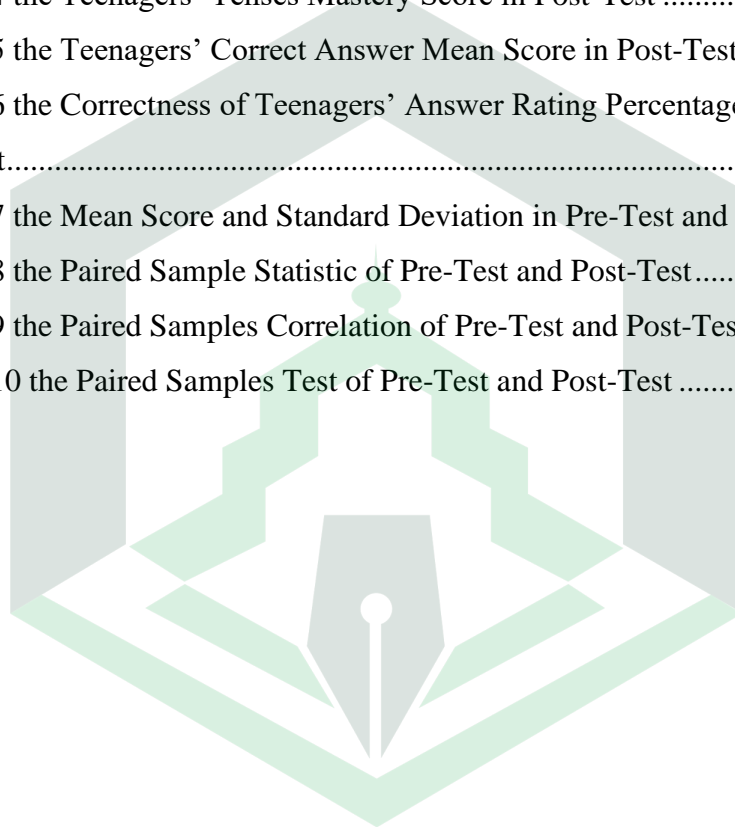 4 the Teenagers’ Tenses Mastery Score in Post-Test ..........
5 the Teenagers’ Correct Answer Mean Score in Post-Test
6 the Correctness of Teenagers’ Answer Rating Percentage
t...............................................................................................
7 the Mean Score and Standard Deviation in Pre-Test and
8 the Paired Sample Statistic of Pre-Test and Post-Test.....
9 the Paired Samples Correlation of Pre-Test and Post-Tes
10 the Paired Samples Test of Pre-Test and Post-Test .......